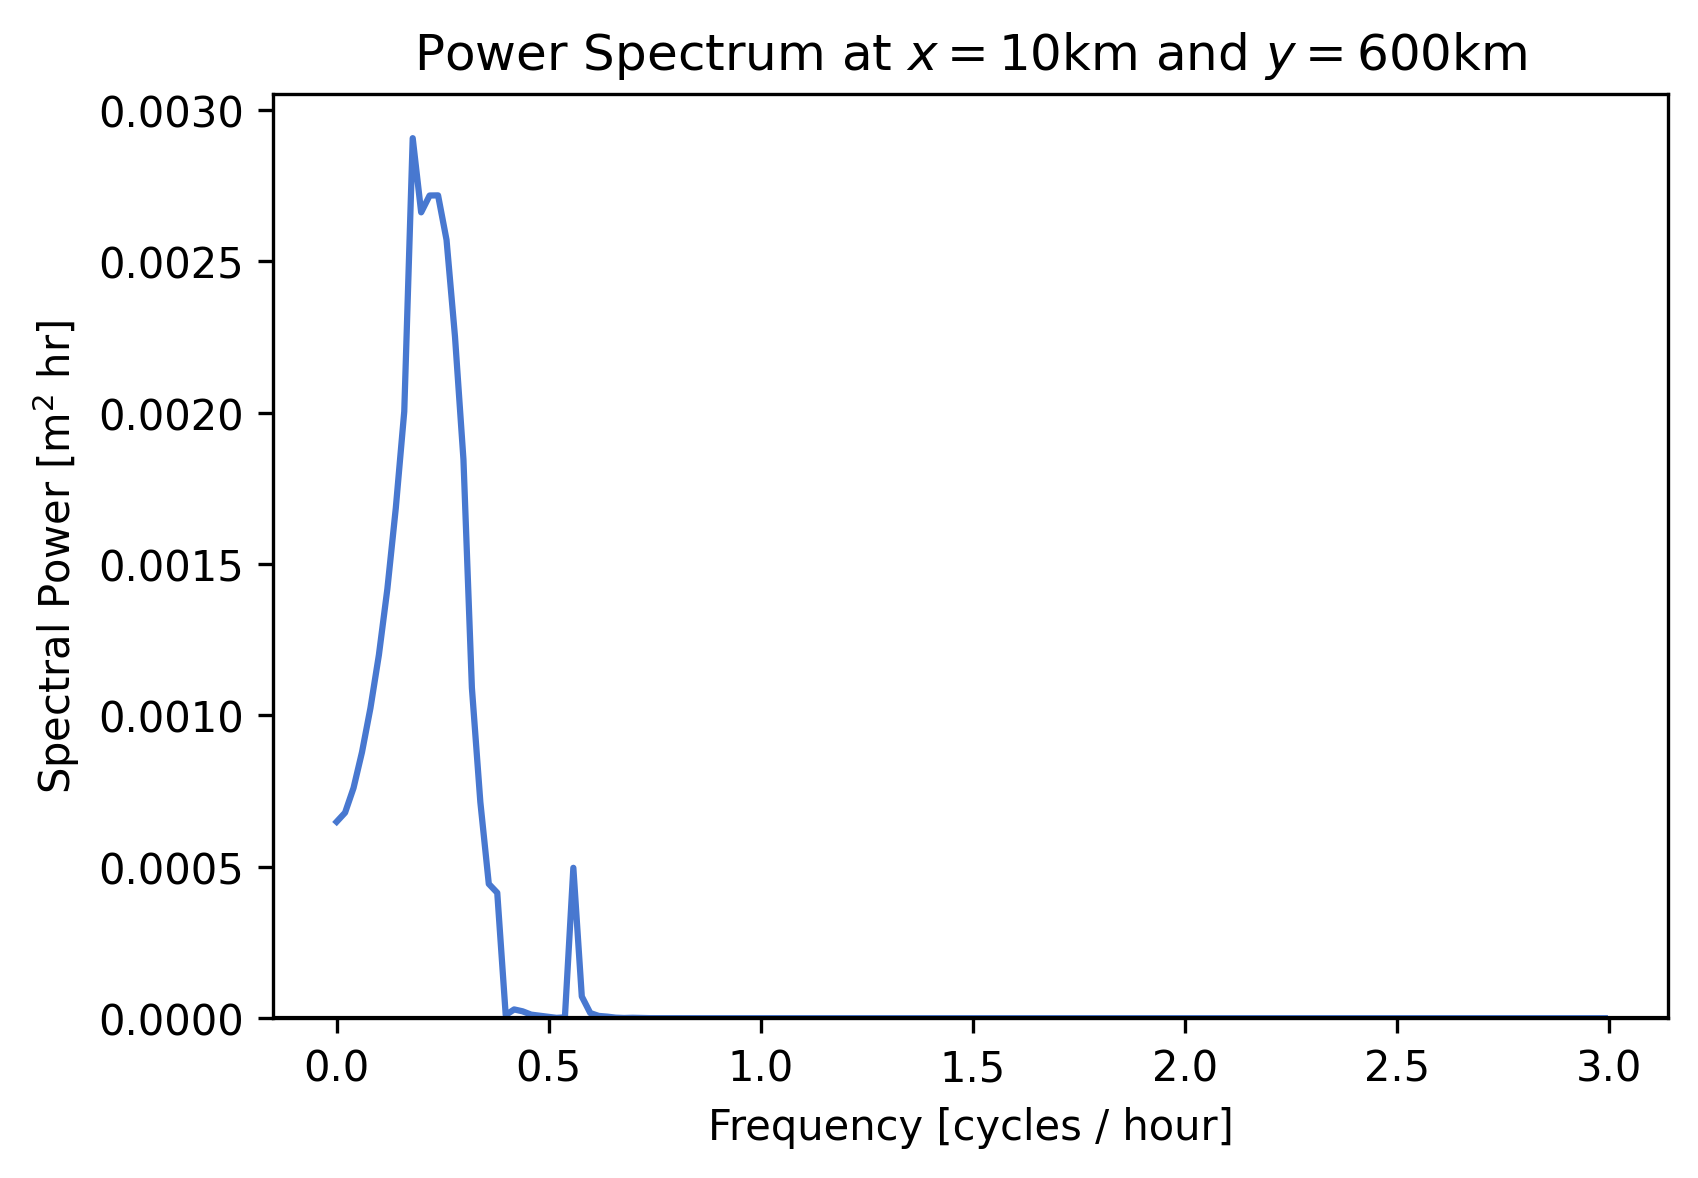 Power Spectrum at x = 10km and y = 600km
0.0030
0.0025
0.0020
0.0015
0.0010
0.0005
0.0000
Spectral Power [m² hr]
0.0 0.5 1.0 1.5 2.0 2.5 3.0
Frequency [cycles / hour]